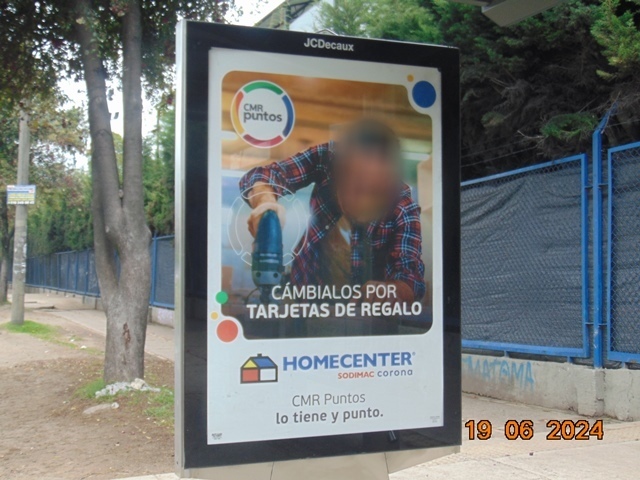 JCDecaux
CMR
puntos
CÁMBIALOS POR
TARJETAS DE REGALO
HOMECENTER
SODIMAC corona
CMR Puntos
lo tiene y punto.
19 06 2024